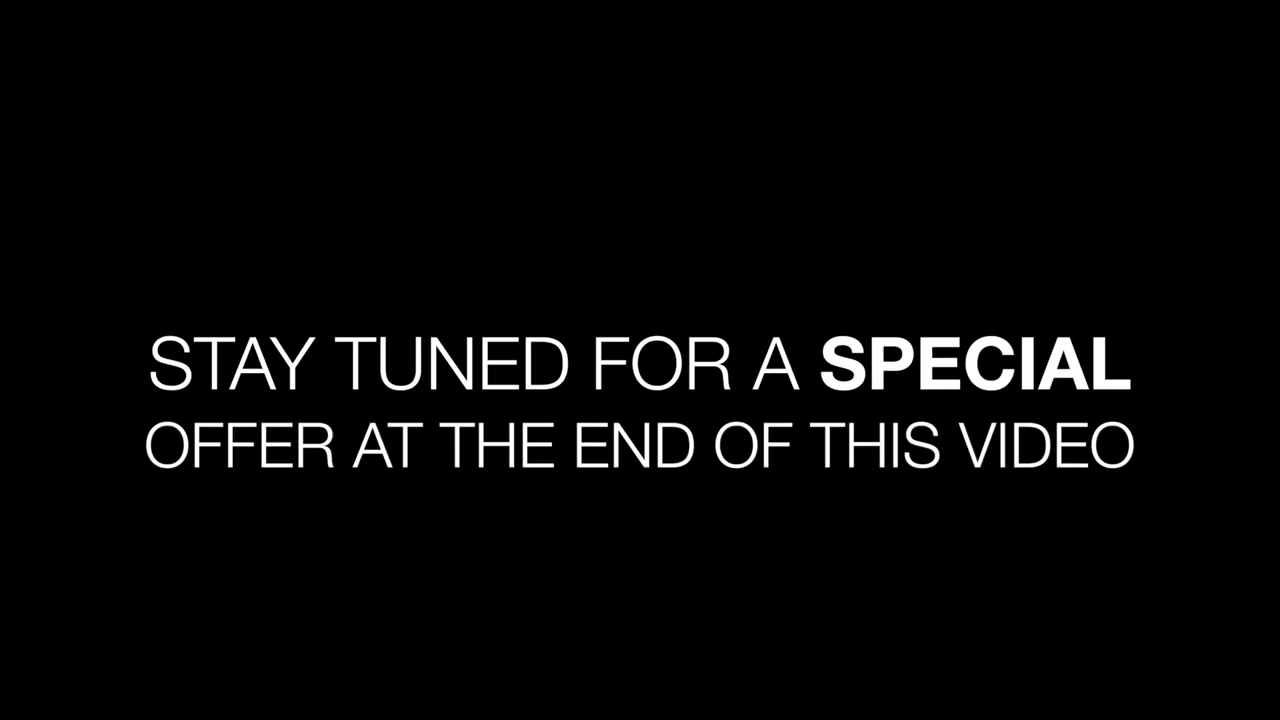 STAY TUNED FOR A SPECIAL
OFFER AT THE END OF THIS VIDEO